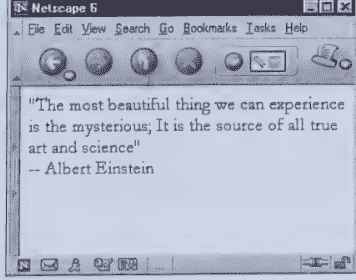 Netscape 6
File Edit View Search Go Bookmarks Tasks Help
"The most beautiful thing we can experience
is the mysterious; It is the source of all true
art and science"
-- Albert Einstein